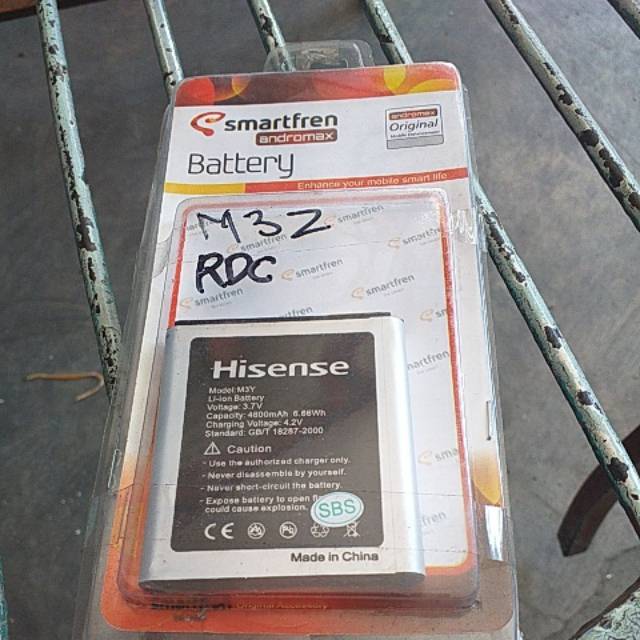 smartfren
andromax
andromax
Original
Battery
Enhance your mobile smart life
M3Z
RDC
smartfren
smartfren
smartfren
smartfren
smartfren
Hisense
Model:M3Y
Li-ion Battery
Voltage: 3.7V
Capacity: 4800mAh 6.66Wh
Charging Voltage: 4.2V
Standard: GB/T 18287-2000
Caution
- Use the authorized charger only.
- Never disassemble by yourself.
- Never short-circuit the battery.
- Expose battery to open
could cause explosion.
SBS
CE
Made in China